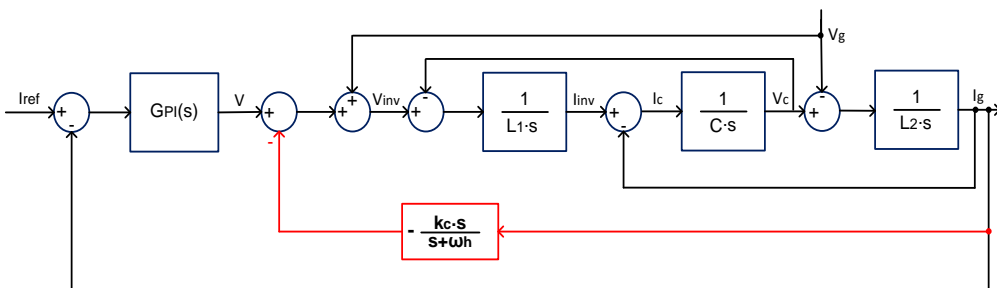 Vg
Iref
+
-
GPI(s)
V
+
-
+
+
Vinv
-
+
1
L1·s
Iinv
+
-
Ic
1
C·s
Vc
-
+
1
L2·s
Ig
- kc·s
s+ωh